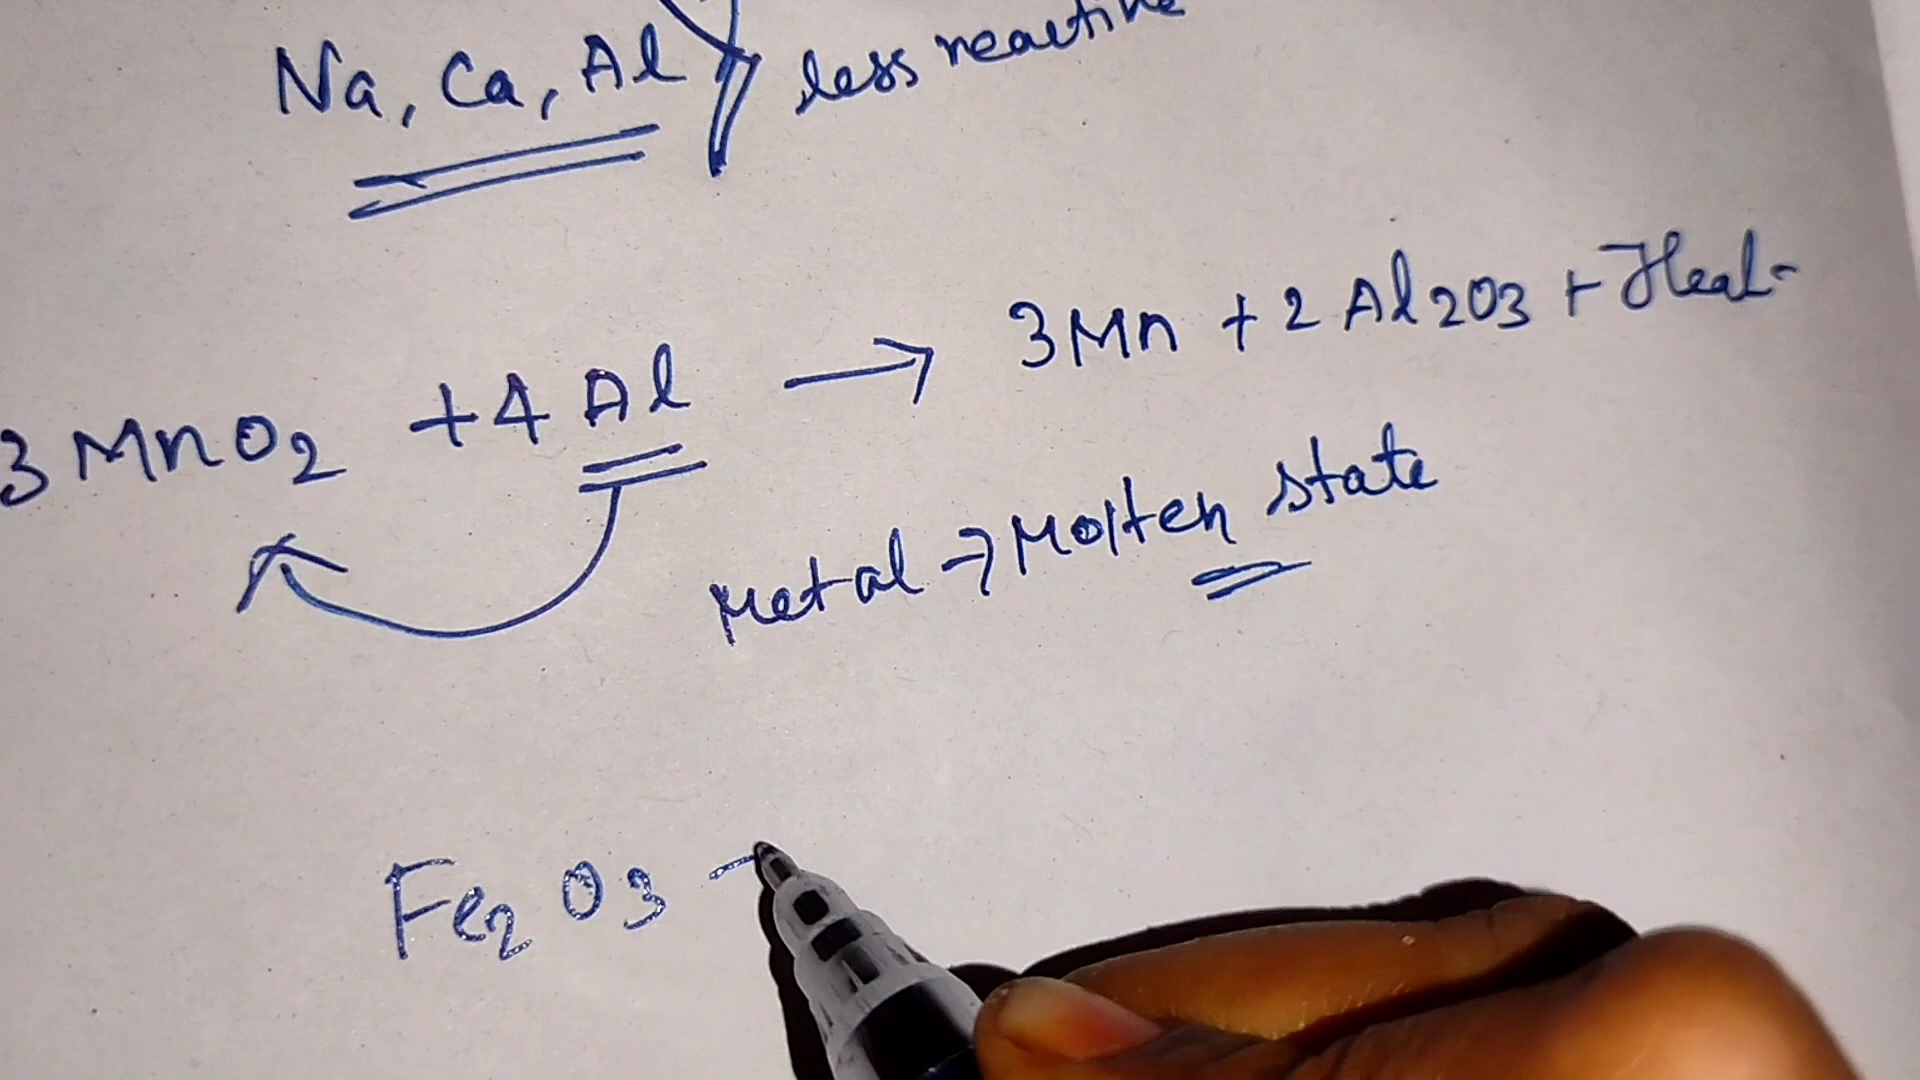 Na, Ca, Al > less reactive
3MnO2 + 4Al → 3Mn + 2Al2O3 + Heat
Metal → Molten state
Fe2O3 -